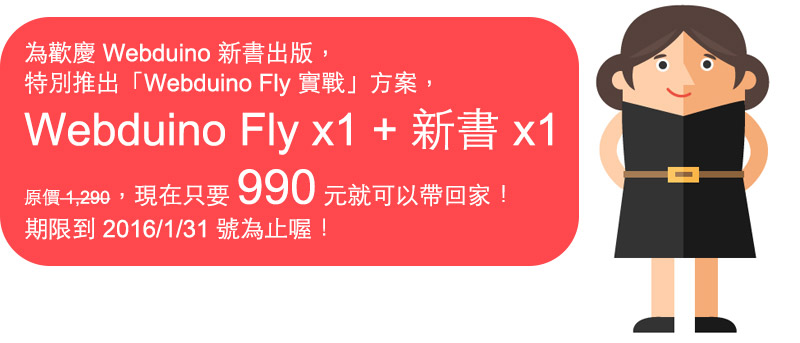 為歡慶 Webduino 新書出版，
特別推出「Webduino Fly 實戰」方案，
Webduino Fly x1 + 新書 x1
原價 1,290，現在只要 990 元就可以帶回家！
期限到 2016/1/31 號為止喔！